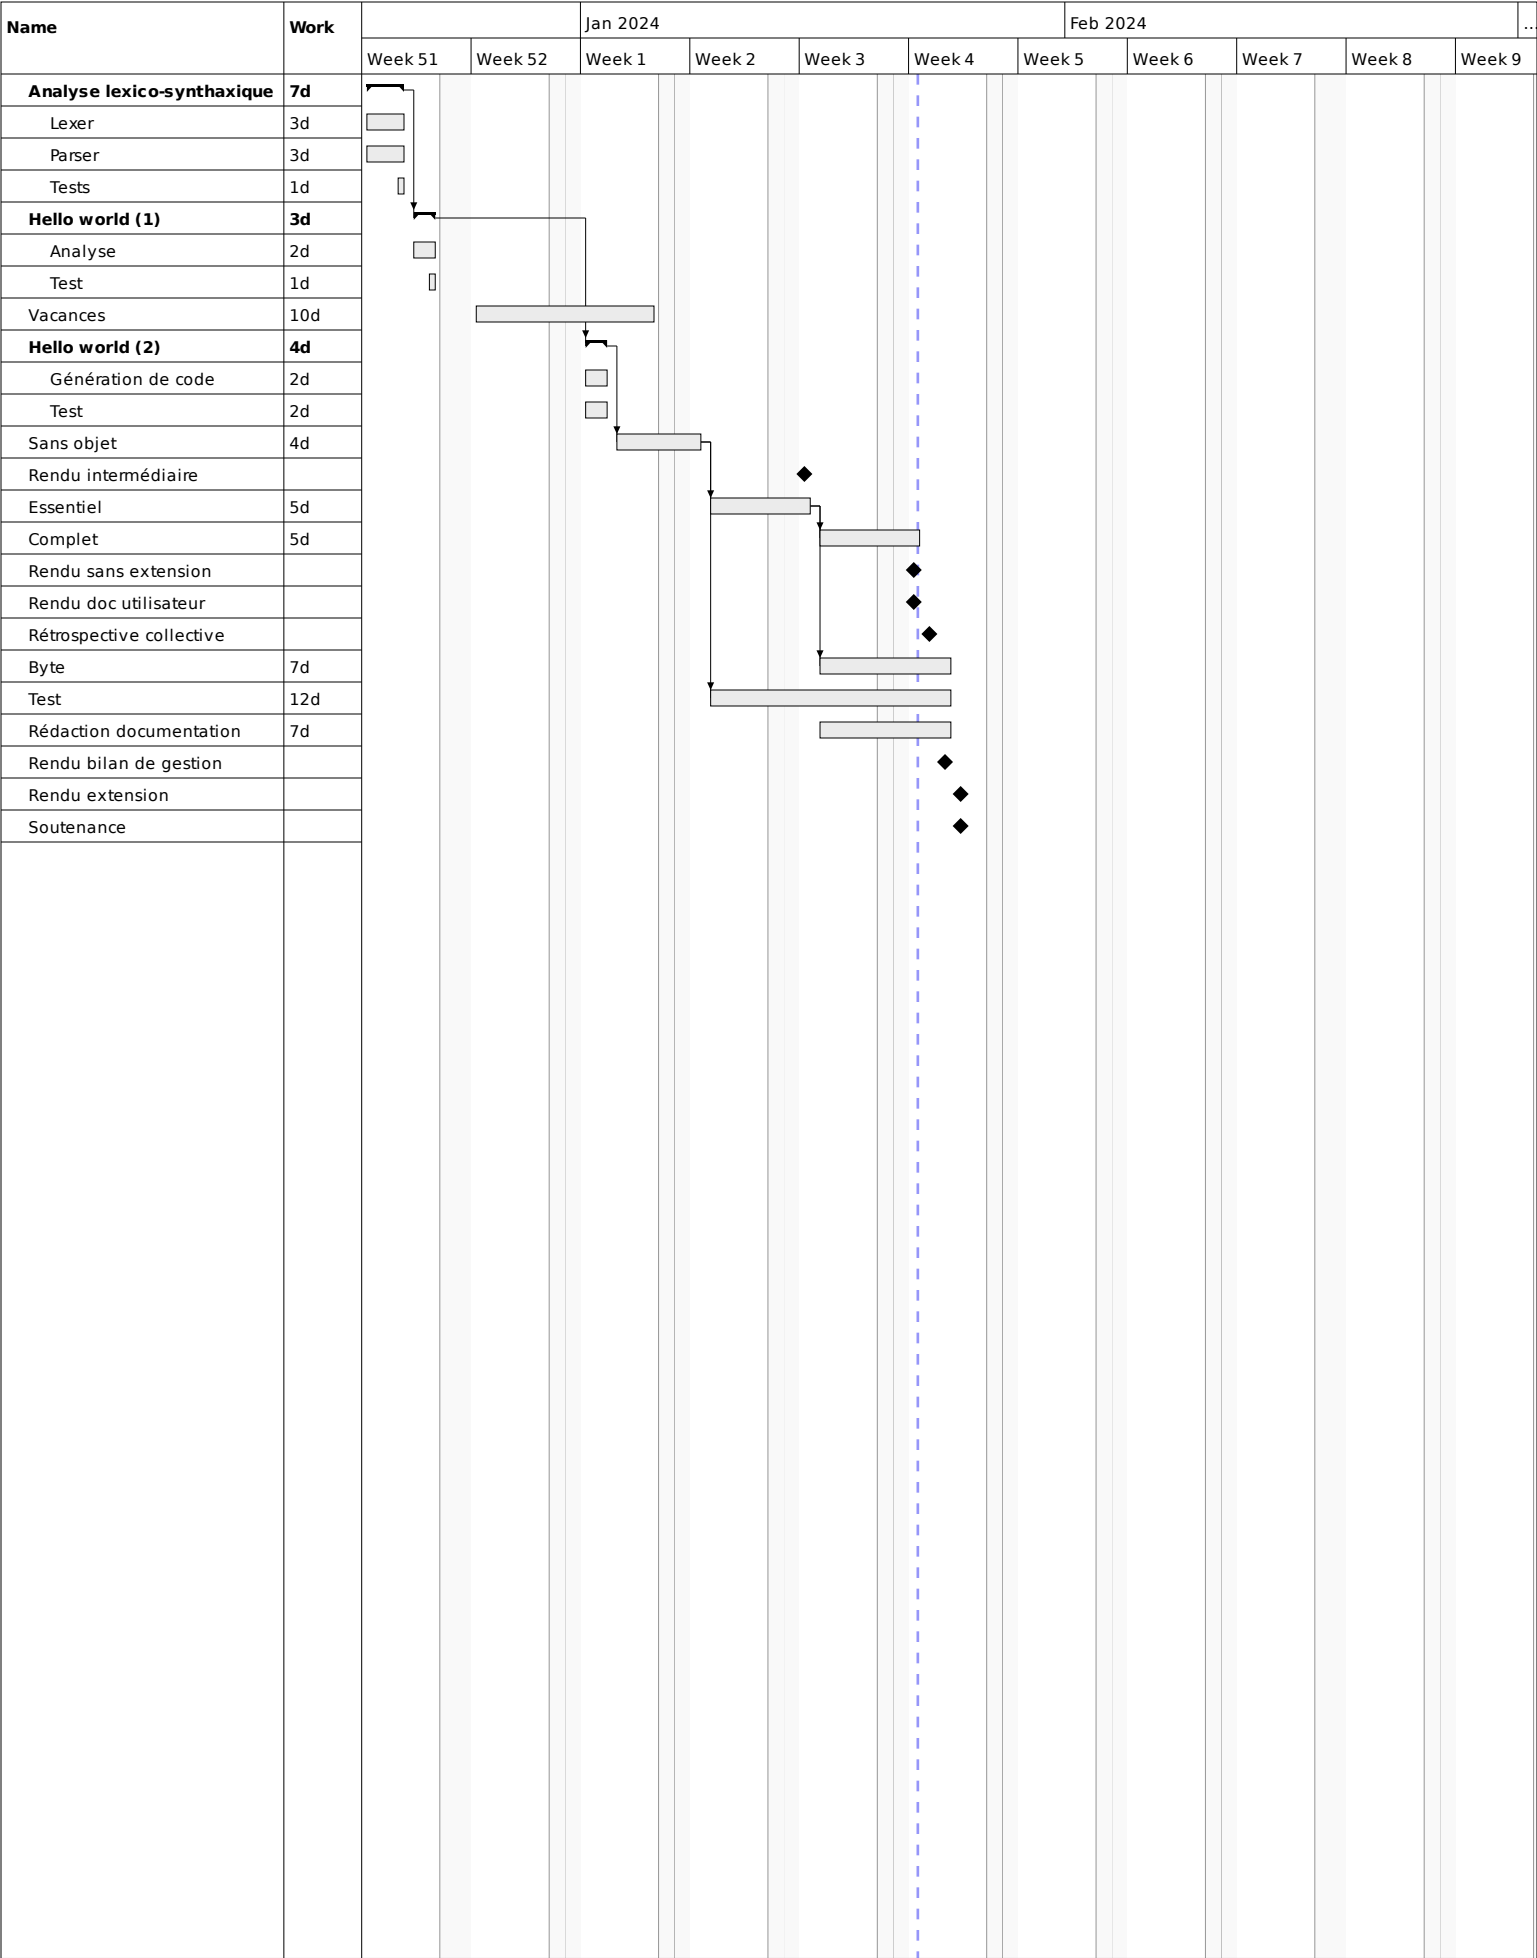 Name Work Jan 2024 Feb 2024 ...
Week 51 Week 52 Week 1 Week 2 Week 3 Week 4 Week 5 Week 6 Week 7 Week 8 Week 9
Analyse lexico-synthaxique 7d
Lexer 3d
Parser 3d
Tests 1d
Hello world (1) 3d
Analyse 2d
Test 1d
Vacances 10d
Hello world (2) 4d
Génération de code 2d
Test 2d
Sans objet 4d
Rendu intermédiaire
Essentiel 5d
Complet 5d
Rendu sans extension
Rendu doc utilisateur
Rétrospective collective
Byte 7d
Test 12d
Rédaction documentation 7d
Rendu bilan de gestion
Rendu extension
Soutenance